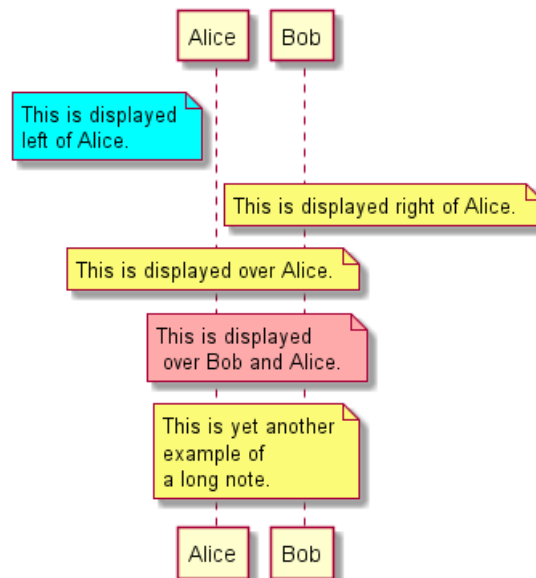 Alice
Bob
This is displayed
left of Alice.
This is displayed right of Alice.
This is displayed over Alice.
This is displayed
over Bob and Alice.
This is yet another
example of
a long note.
Alice
Bob